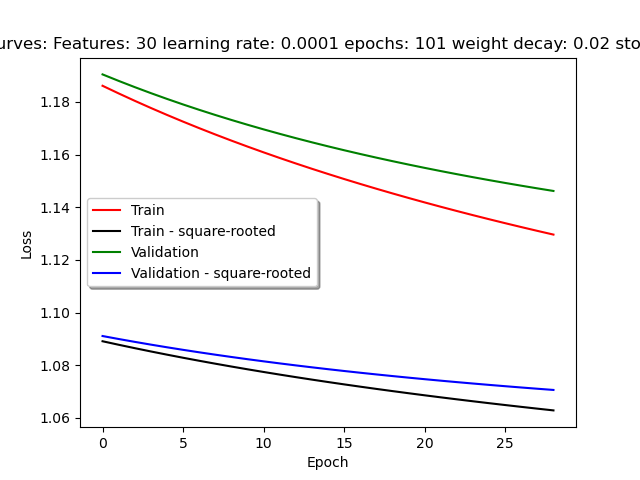 urves: Features: 30 learning rate: 0.0001 epochs: 101 weight decay: 0.02 sto
1.18
1.16
1.14
1.12
1.10
1.08
1.06
Loss
Train
Train - square-rooted
Validation
Validation - square-rooted
0 5 10 15 20 25
Epoch